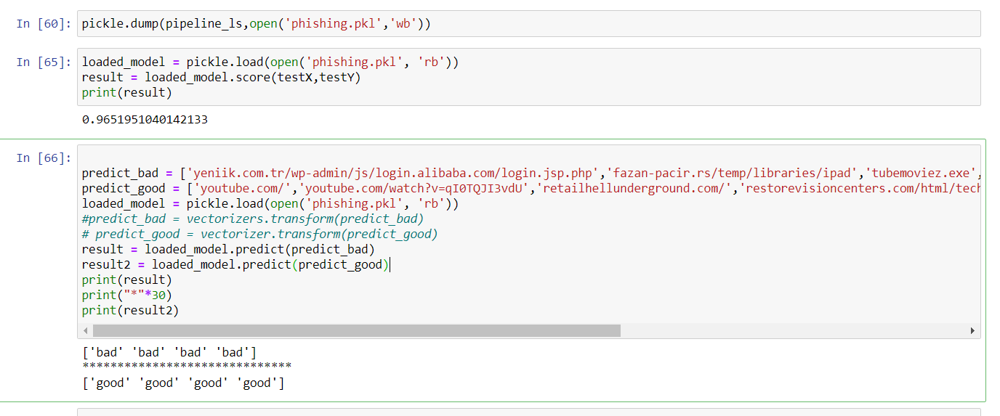 In [60]: pickle.dump(pipeline_ls,open('phishing.pkl','wb'))
In [65]: loaded_model = pickle.load(open('phishing.pkl', 'rb'))
result = loaded_model.score(testX,testY)
print(result)
0.9651951040142133
In [66]:
predict_bad = ['yeniik.com.tr/wp-admin/js/login.alibaba.com/login.jsp.php','fazan-pacir.rs/temp/libraries/ipad','tubemoviez.exe',
predict_good = ['youtube.com/','youtube.com/watch?v=qI0TQJI3vdU','retailhellunderground.com/','restorevisioncenters.com/html/tech
loaded_model = pickle.load(open('phishing.pkl', 'rb'))
#predict_bad = vectorizers.transform(predict_bad)
# predict_good = vectorizer.transform(predict_good)
result = loaded_model.predict(predict_bad)
result2 = loaded_model.predict(predict_good)
print(result)
print("*"*30)
print(result2)
['bad' 'bad' 'bad' 'bad']
******************************
['good' 'good' 'good' 'good']